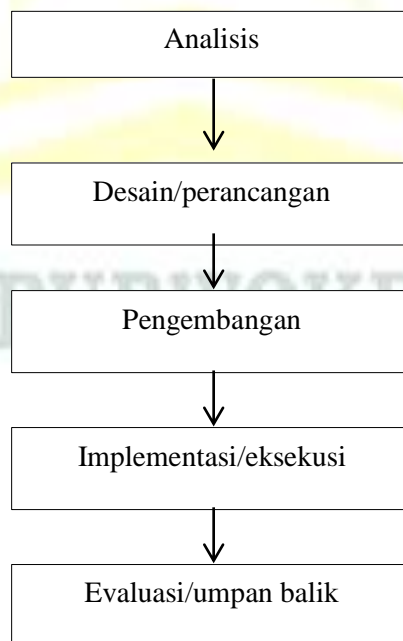 Analisis
Desain/perancangan
Pengembangan
Implementasi/eksekusi
Evaluasi/umpan balik